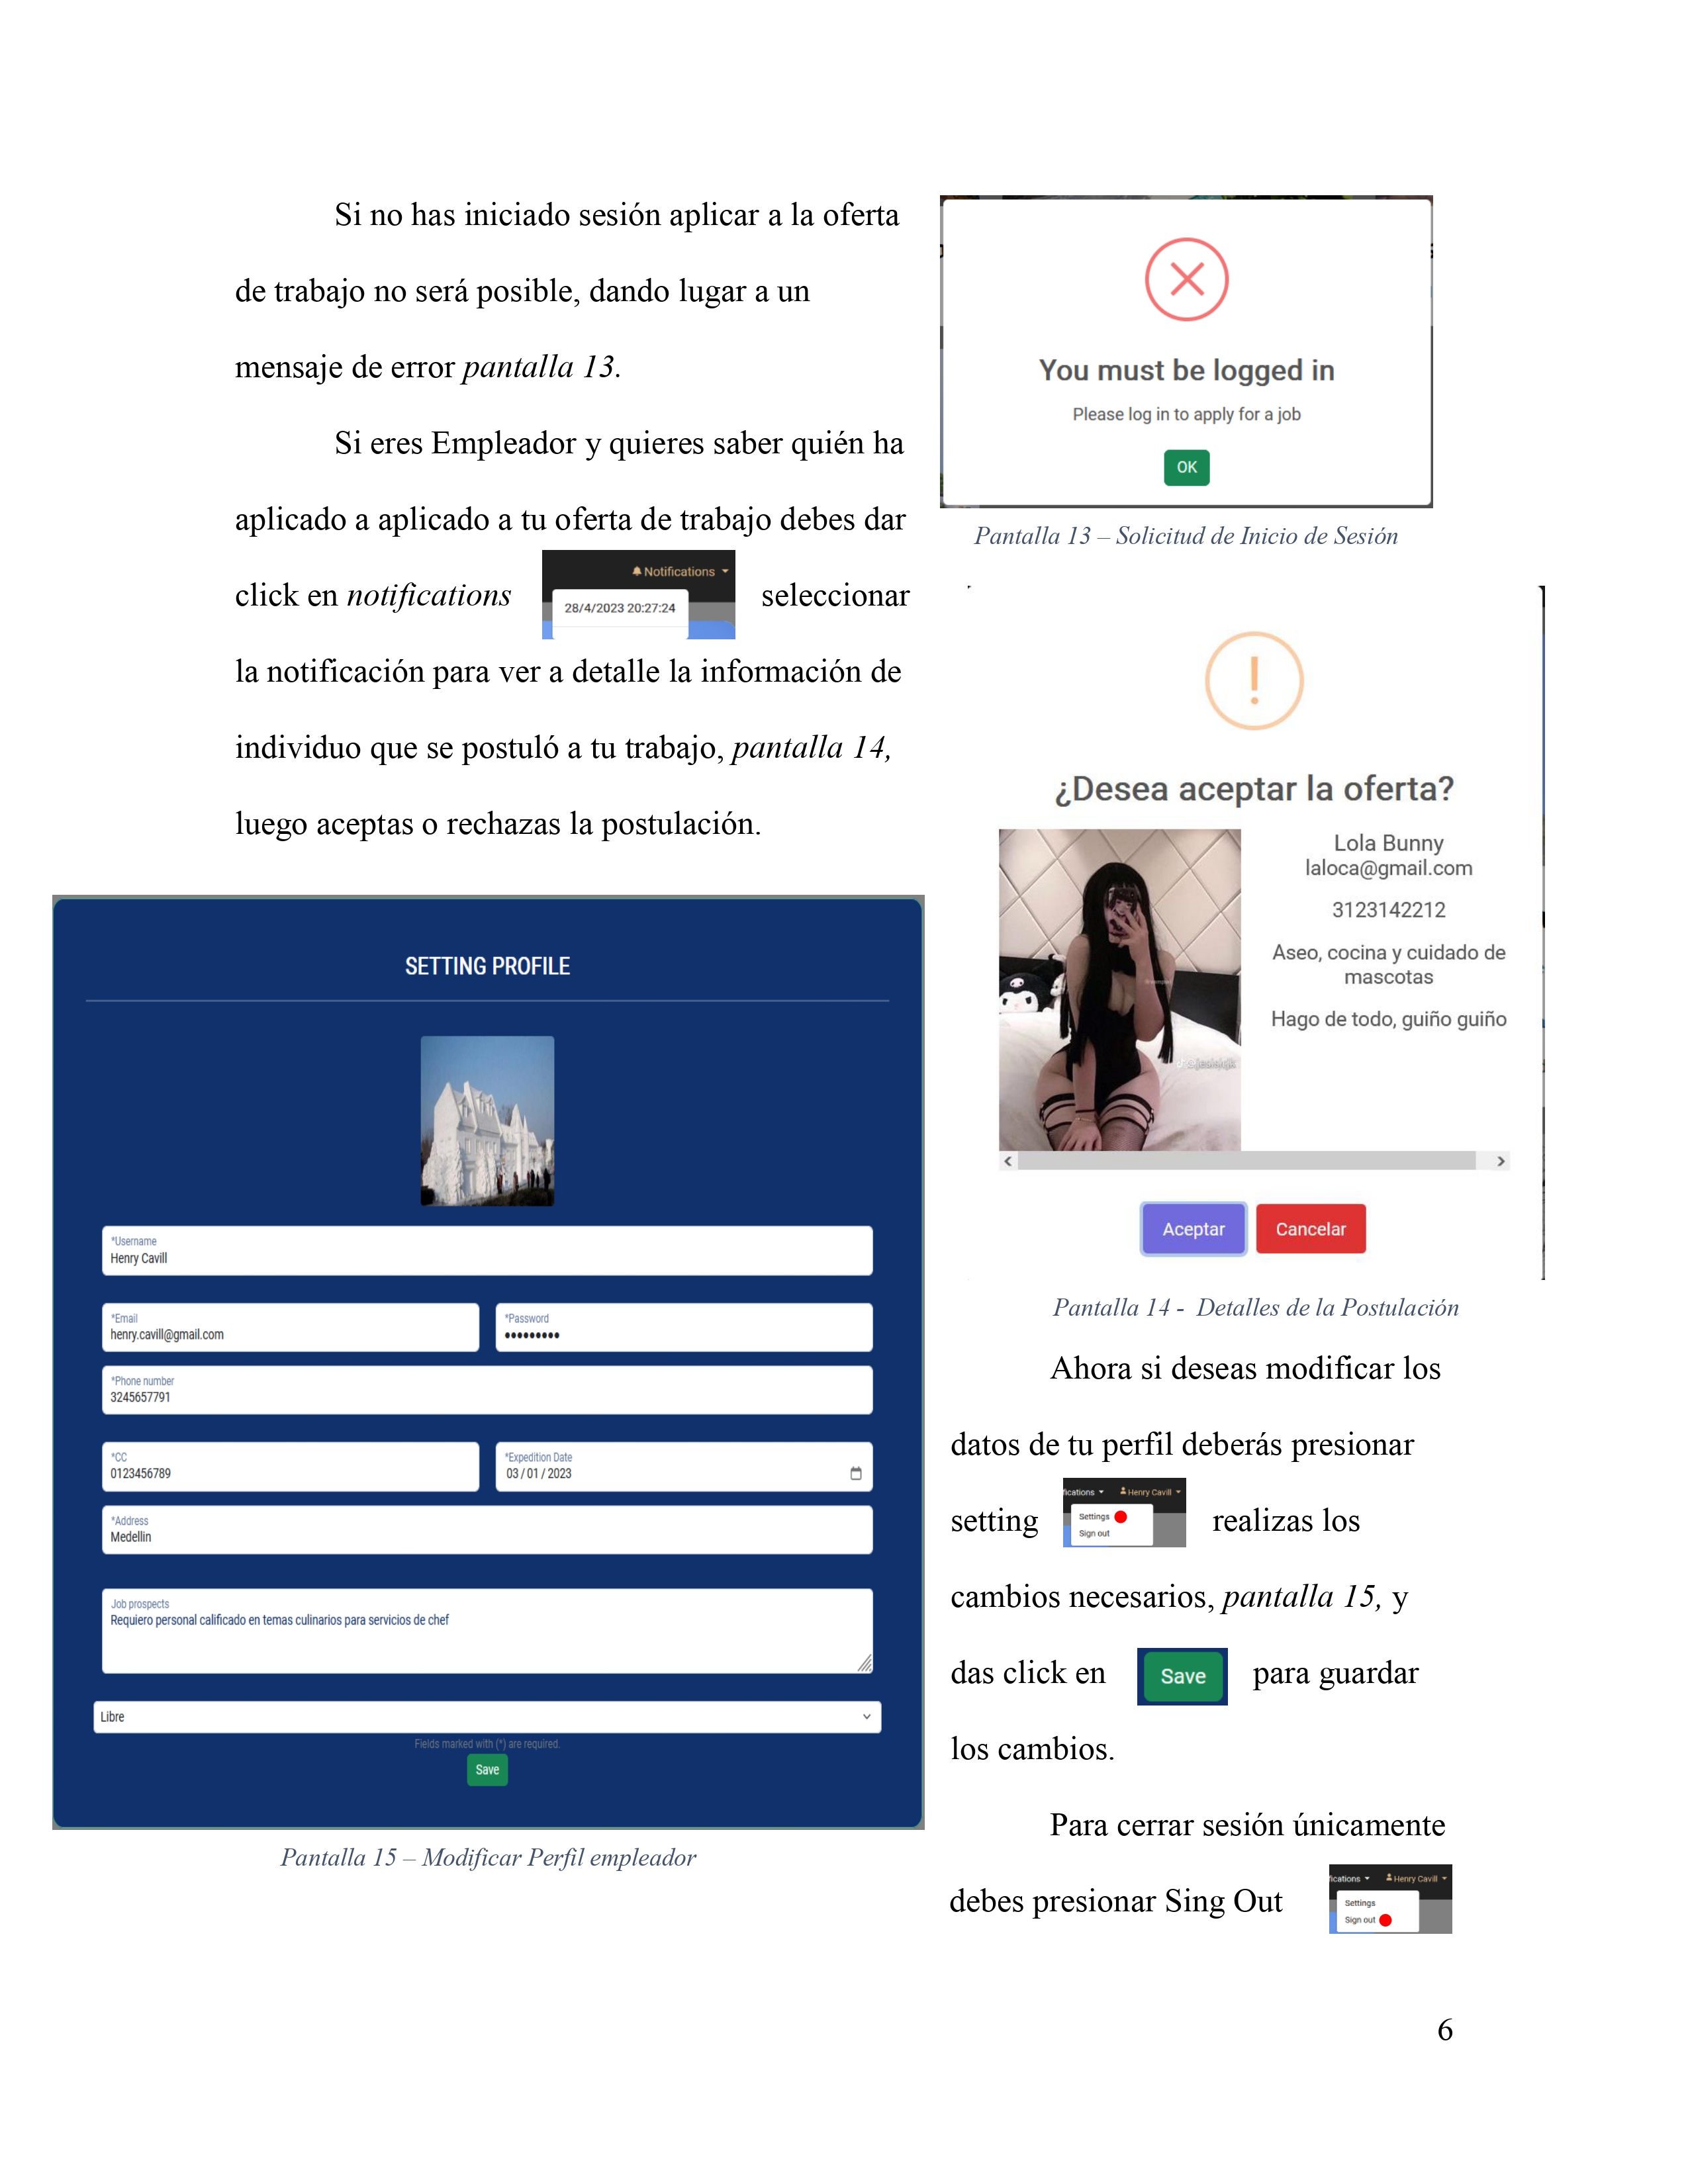 Si no has iniciado sesión aplicar a la oferta
de trabajo no será posible, dando lugar a un
mensaje de error pantalla 13.
Si eres Empleador y quieres saber quién ha
aplicado a aplicado a tu oferta de trabajo debes dar
click en notifications
Notifications
28/4/2023 20:27:24
seleccionar
la notificación para ver a detalle la información de
individuo que se postuló a tu trabajo, pantalla 14,
luego aceptas o rechazas la postulación.
You must be logged in
Please log in to apply for a job
OK
Pantalla 13 – Solicitud de Inicio de Sesión
¿Desea aceptar la oferta?
Lola Bunny
laloca@gmail.com
3123142212
Aseo, cocina y cuidado de
mascotas
Hago de todo, guiño guiño
Aceptar
Cancelar
Pantalla 14 - Detalles de la Postulación
SETTING PROFILE
*Username
Henry Cavill
*Email
henry.cavill@gmail.com
*Password
•••••••••
*Phone number
3245657791
*CC
0123456789
*Expedition Date
03/01/2023
*Address
Medellin
Job prospects
Requiero personal calificado en temas culinarios para servicios de chef
Libre
Fields marked with (*) are required.
Save
Pantalla 15 – Modificar Perfil empleador
Ahora si deseas modificar los
datos de tu perfil deberás presionar
setting
fications
Henry Cavill
Settings
Sign out
realizas los
cambios necesarios, pantalla 15, y
das click en
Save
para guardar
los cambios.
Para cerrar sesión únicamente
debes presionar Sing Out
ications
Henry Cavill
Settings
Sign out
6